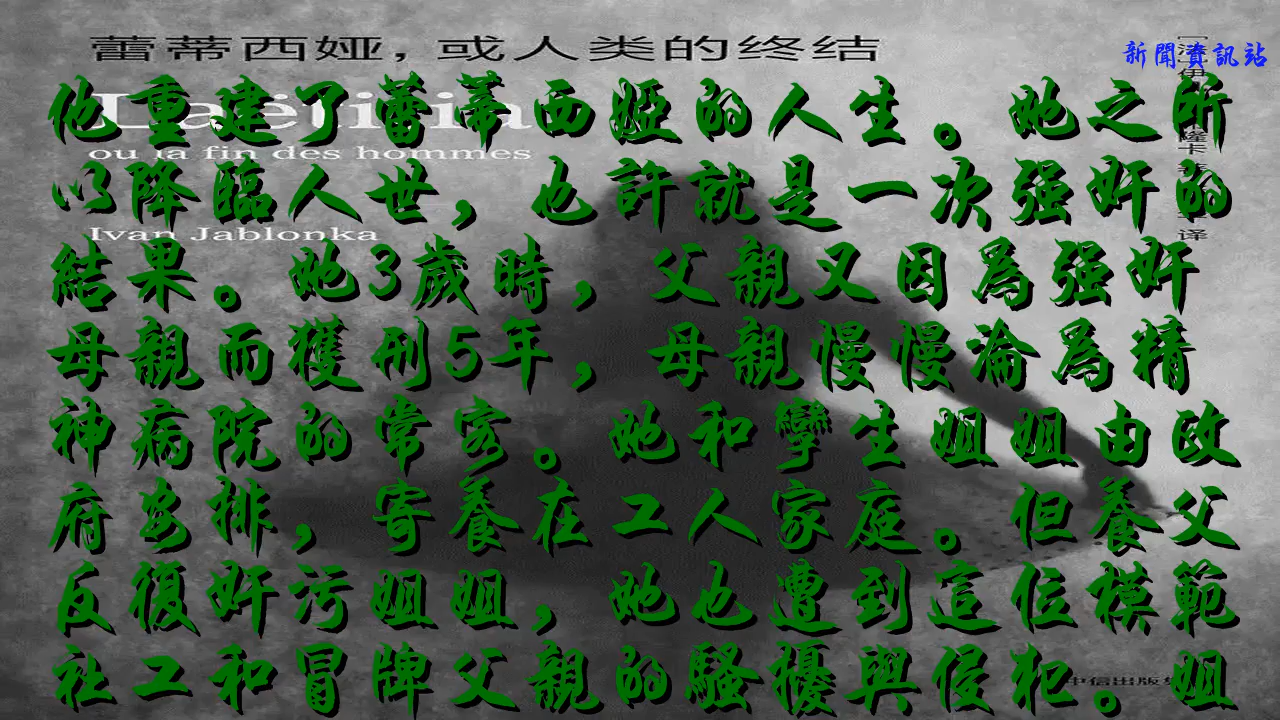 蕾蒂西娅，或人类的终结
新聞資訊站
Laëtitia
ou la fin des hommes
Ivan Jablonka
他重建了蕾蒂西婭的人生。她之所
以降臨人世，也許就是一次强奸的
結果。她3歲時，父親又因爲强奸
母親而獲刑5年，母親慢慢淪爲精
神病院的常客。她和孿生姐姐由政
府安排，寄養在工人家庭。但養父
反復奸污姐姐，她也遭到這位模範
社工和冒牌父親的騷擾與侵犯。姐
中信出版